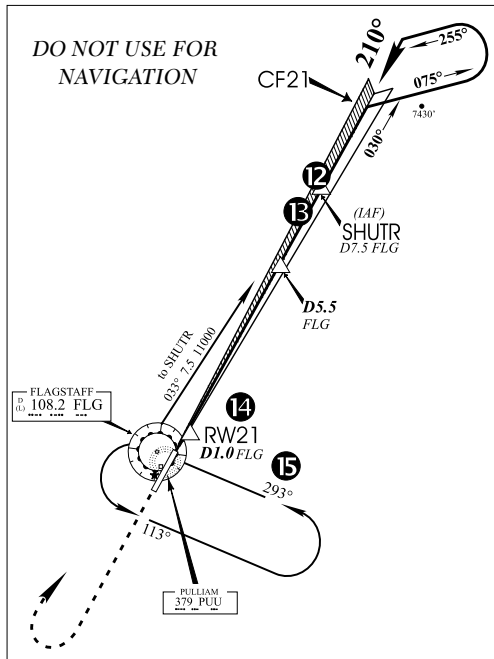 DO NOT USE FOR
NAVIGATION
210°
255°
075°
CF21
7430'
030°
12
(IAF)
13
SHUTR
D7.5 FLG
D5.5
FLG
to SHUTR
033° 7.5 11000
FLAGSTAFF
D
(L) 108.2 FLG
14
RW21
D1.0 FLG
15
293°
113°
PULLIAM
379 PUU